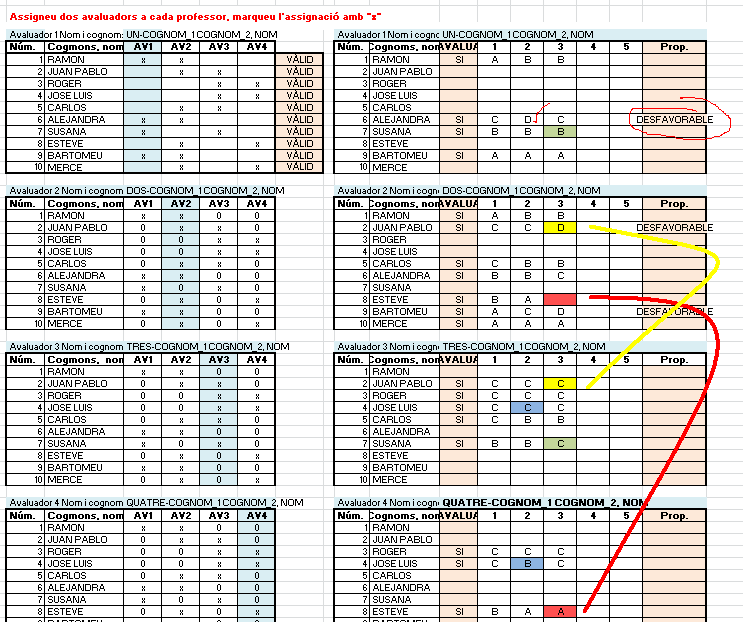 Assigneu dos avaluadors a cada professor, marqueu l'assignació amb "x"
Avaluador 1 Nom i cognom: UN-COGNOM_1COGNOM_2, NOM Avaluador 1 Nom i cognc UN-COGNOM_1COGNOM_2, NOM
Núm. Cogmons, nom AV1 AV2 AV3 AV4 Núm. Cognoms, nom AVALUA 1 2 3 4 5 Prop.
1 RAMON x x VÀLID 1 RAMON SI A B B
2 JUAN PABLO x x VÀLID 2 JUAN PABLO
3 ROGER x x VÀLID 3 ROGER
4 JOSE LUIS x x VÀLID 4 JOSE LUIS
5 CARLOS x x VÀLID 5 CARLOS
6 ALEJANDRA x x VÀLID 6 ALEJANDRA SI C D C DESFAVORABLE
7 SUSANA x x VÀLID 7 SUSANA SI B B B
8 ESTEVE x x VÀLID 8 ESTEVE
9 BARTOMEU x x VÀLID 9 BARTOMEU SI A A A
10 MERCE x x VÀLID 10 MERCE
Avaluador 2 Nom i cognom DOS-COGNOM_1COGNOM_2, NOM Avaluador 2 Nom i cogn DOS-COGNOM_1COGNOM_2, NOM
Núm. Cogmons, nom AV1 AV2 AV3 AV4 Núm. Cognoms, nom AVALUA 1 2 3 4 5 Prop.
1 RAMON x x 0 0 1 RAMON SI A B B
2 JUAN PABLO 0 x x 0 2 JUAN PABLO SI C C D DESFAVORABLE
3 ROGER 0 0 x x 3 ROGER
4 JOSE LUIS 0 0 x x 4 JOSE LUIS
5 CARLOS 0 x x 0 5 CARLOS SI C B B
6 ALEJANDRA x x 0 0 6 ALEJANDRA SI B B C
7 SUSANA x 0 x 0 7 SUSANA
8 ESTEVE 0 x 0 x 8 ESTEVE SI B A
9 BARTOMEU x x 0 0 9 BARTOMEU SI A C D DESFAVORABLE
10 MERCE 0 x 0 x 10 MERCE SI A A A
Avaluador 3 Nom i cognom TRES-COGNOM_1COGNOM_2, NOM Avaluador 3 Nom i cogn TRES-COGNOM_1COGNOM_2, NOM
Núm. Cogmons, nom AV1 AV2 AV3 AV4 Núm. Cognoms, nom AVALUA 1 2 3 4 5 Prop.
1 RAMON x x 0 0 1 RAMON
2 JUAN PABLO 0 x x 0 2 JUAN PABLO SI C C C
3 ROGER 0 0 x x 3 ROGER SI C C C
4 JOSE LUIS 0 0 x x 4 JOSE LUIS SI C C C
5 CARLOS 0 x x 0 5 CARLOS SI C B B
6 ALEJANDRA x x 0 0 6 ALEJANDRA
7 SUSANA x 0 x 0 7 SUSANA SI B B C
8 ESTEVE 0 x 0 x 8 ESTEVE
9 BARTOMEU x x 0 0 9 BARTOMEU
10 MERCE 0 x 0 x 10 MERCE
Avaluador 4 Nom i cognom QUATRE-COGNOM_1COGNOM_2, NOM Avaluador 4 Nom i cogn QUATRE-COGNOM_1 COGNOM_2, NOM
Núm. Cogmons, nom AV1 AV2 AV3 AV4 Núm. Cognoms, nom AVALUA 1 2 3 4 5 Prop.
1 RAMON x x 0 0 1 RAMON
2 JUAN PABLO 0 x x 0 2 JUAN PABLO
3 ROGER 0 0 x x 3 ROGER SI C C C
4 JOSE LUIS 0 0 x x 4 JOSE LUIS SI C B C
5 CARLOS 0 x x 0 5 CARLOS
6 ALEJANDRA x x 0 0 6 ALEJANDRA
7 SUSANA x 0 x 0 7 SUSANA
8 ESTEVE 0 x 0 x 8 ESTEVE SI B A A